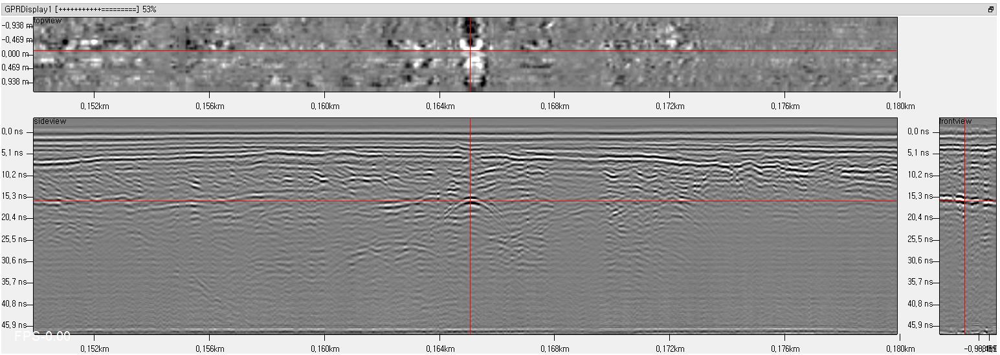 GPRDisplay1 [+++++++++++=========] 53%
topview
-0,938 m
-0,469 m
0,000 m
0,469 m
0,938 m
0,152km 0,156km 0,160km 0,164km 0,168km 0,172km 0,176km 0,180km
sideview
frontview
0,0 ns 0,0 ns
5,1 ns 5,1 ns
10,2 ns 10,2 ns
15,3 ns 15,3 ns
20,4 ns 20,4 ns
25,5 ns 25,5 ns
30,6 ns 30,6 ns
35,7 ns 35,7 ns
40,8 ns 40,8 ns
45,9 ns 45,9 ns
FPS-0.00
0,152km 0,156km 0,160km 0,164km 0,168km 0,172km 0,176km 0,180km